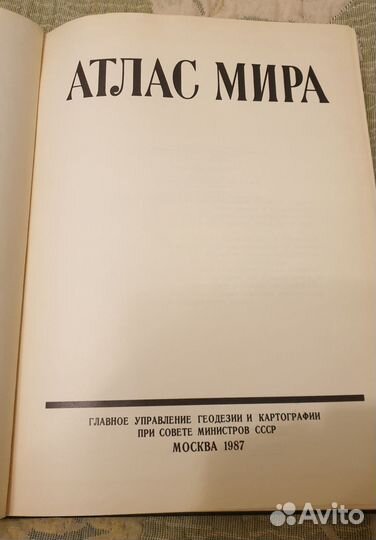 АТЛАС МИРА
ГЛАВНОЕ УПРАВЛЕНИЕ ГЕОДЕЗИИ И КАРТОГРАФИИ
ПРИ СОВЕТЕ МИНИСТРОВ СССР
МОСКВА 1987
Avito